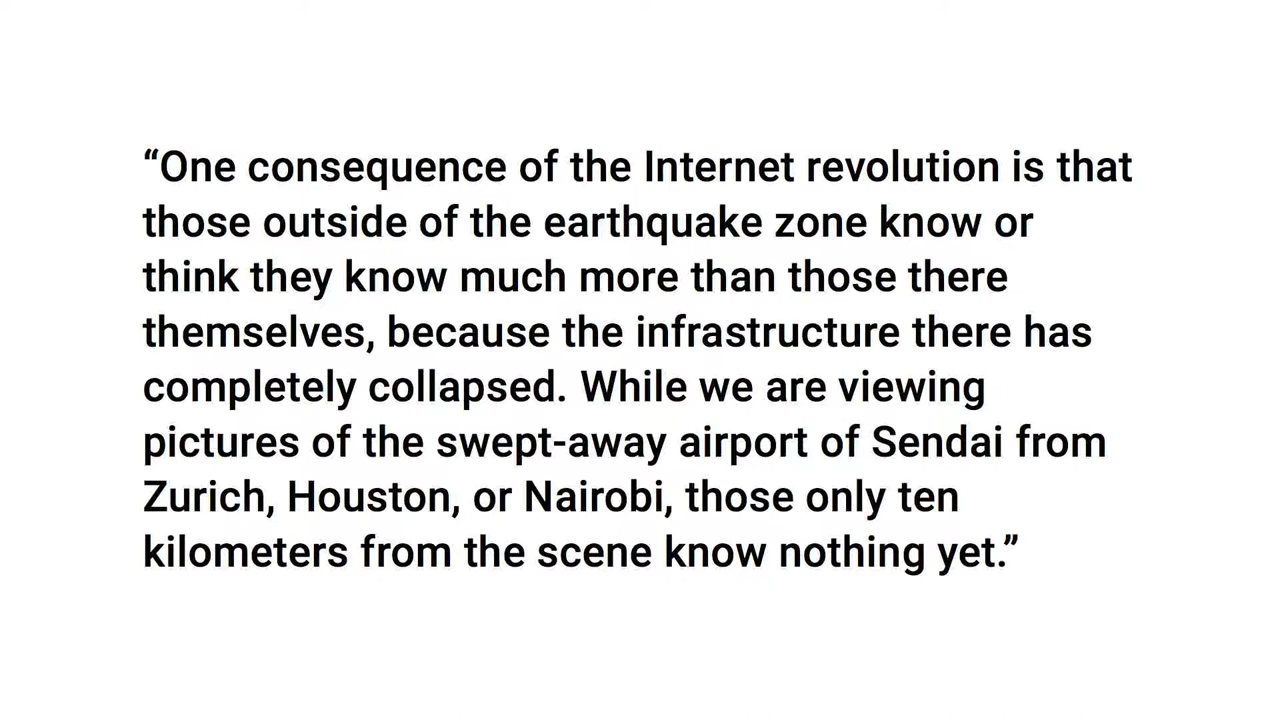 “One consequence of the Internet revolution is that
those outside of the earthquake zone know or
think they know much more than those there
themselves, because the infrastructure there has
completely collapsed. While we are viewing
pictures of the swept-away airport of Sendai from
Zurich, Houston, or Nairobi, those only ten
kilometers from the scene know nothing yet.”